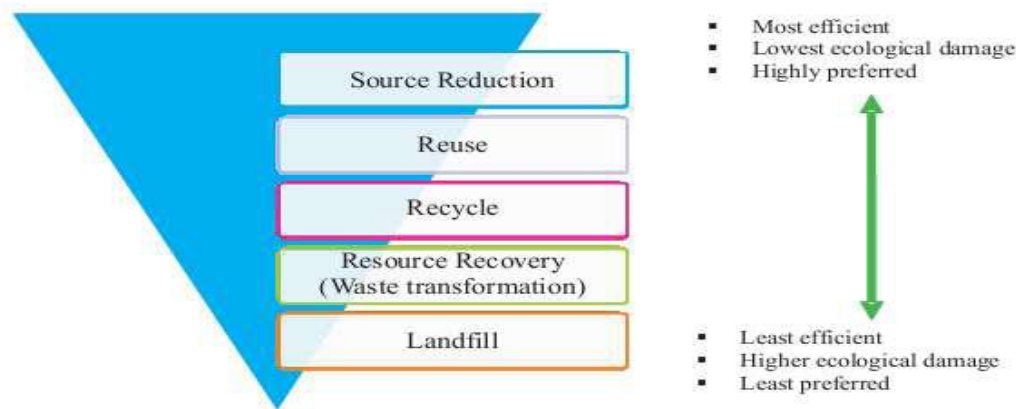 Source Reduction
Reuse
Recycle
Resource Recovery
(Waste transformation)
Landfill
▪ Most efficient
▪ Lowest ecological damage
▪ Highly preferred
▪ Least efficient
▪ Higher ecological damage
▪ Least preferred